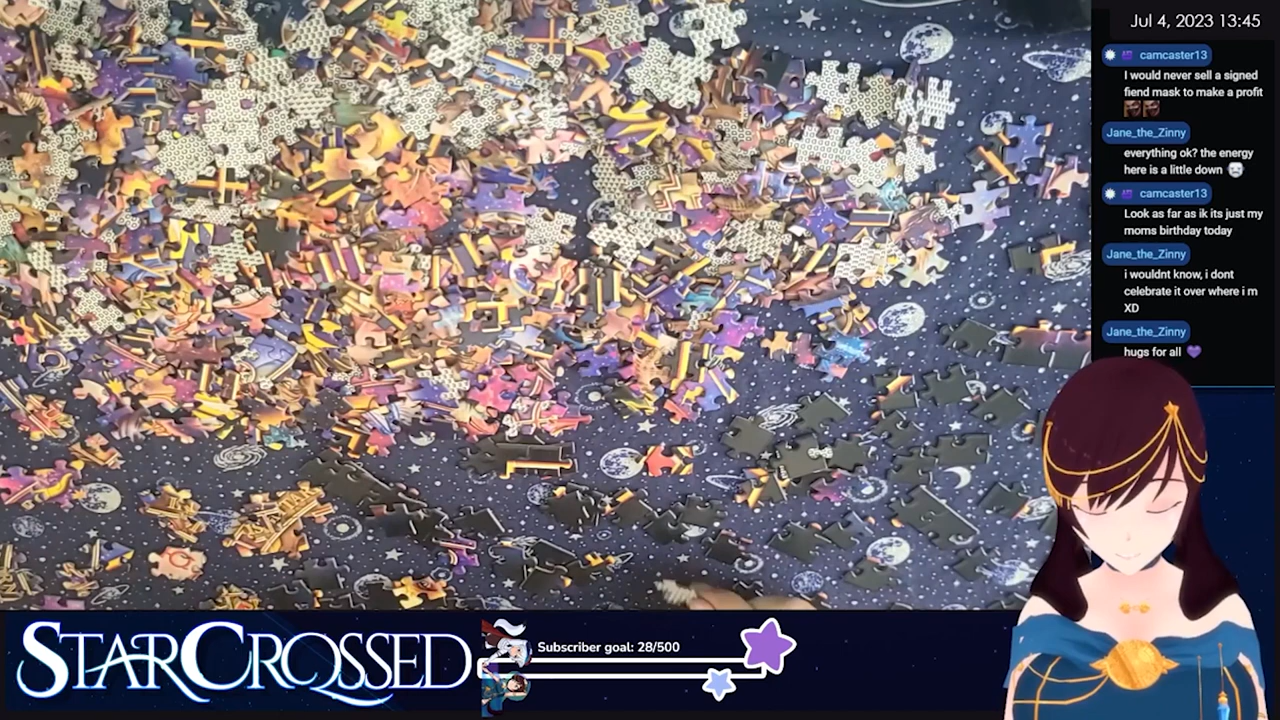 Jul 4, 2023 13:45
camcaster13
I would never sell a signed
fiend mask to make a profit
Jane_the_Zinny
everything ok? the energy
here is a little down
camcaster13
Look as far as ik its just my
moms birthday today
Jane_the_Zinny
i wouldnt know, i dont
celebrate it over where i m
XD
Jane_the_Zinny
hugs for all
STARCROSSED
Subscriber goal: 28/500